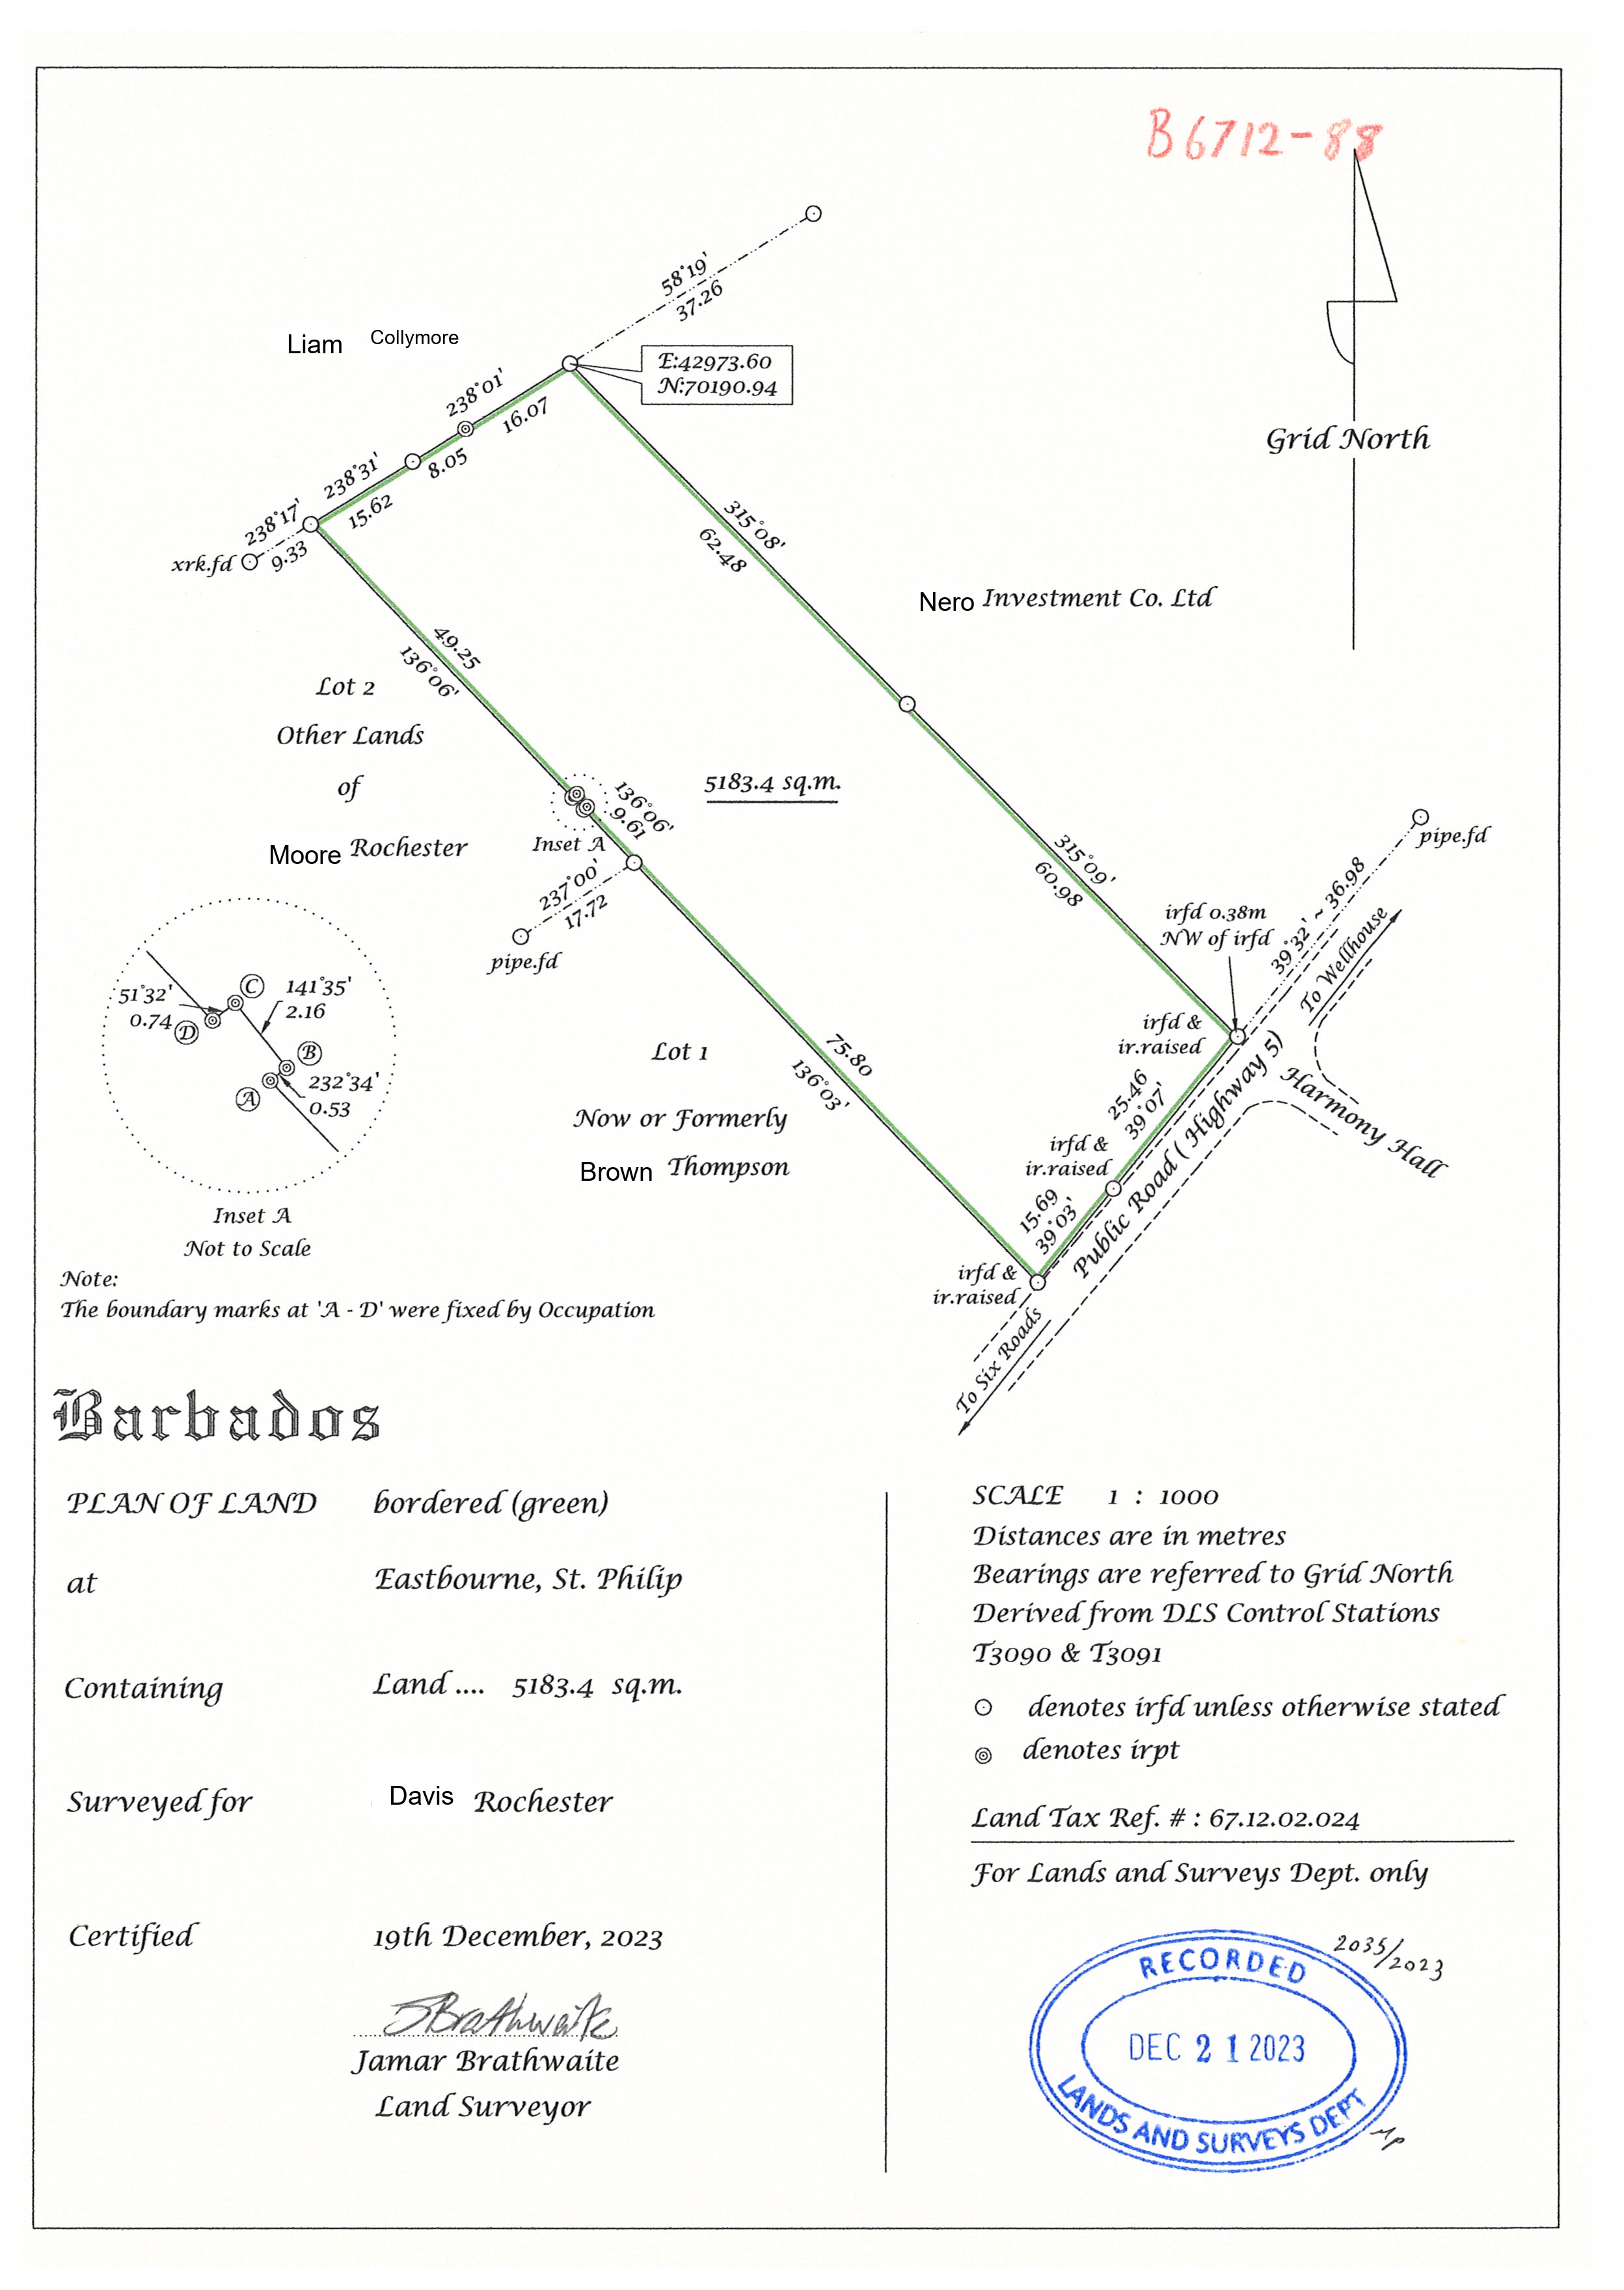 B6712-88
58°19'
37.26
Liam Collymore
E:42973.60
N:70190.94
238°01'
16.07
Grid North
238°31'
8.05
15.62
238°17'
9.33
xrk.fd
315°08'
62.48
Nero Investment Co. Ltd
49.25
136°06'
Lot 2
Other Lands
of
Moore Rochester
5183.4 sq.m.
136°06'
9.61
Inset A
237°00'
17.72
pipe.fd
pipe.fd
315°09'
60.98
irfd 0.38m
NW of irfd
39°32' ~ 36.98
To Wellhouse
51°32'
0.74
D
C
141°35'
2.16
B
232°34'
0.53
A
irfd &
ir.raised
Lot 1
Now or Formerly
Brown Thompson
75.80
136°03'
25.46
39°07'
Harmony Hall
irfd &
ir.raised
Public Road ( Highway 5)
15.69
39°03'
irfd &
ir.raised
To Six Roads
Inset A
Not to Scale
Note:
The boundary marks at 'A - D' were fixed by Occupation
Barbados
PLAN OF LAND bordered (green)
at Eastbourne, St. Philip
Containing Land .... 5183.4 sq.m.
Surveyed for Davis Rochester
Certified 19th December, 2023
JBrathwaite
Jamar Brathwaite
Land Surveyor
SCALE 1 : 1000
Distances are in metres
Bearings are referred to Grid North
Derived from DLS Control Stations
T3090 & T3091
denotes irfd unless otherwise stated
denotes irpt
Land Tax Ref. # : 67.12.02.024
For Lands and Surveys Dept. only
2035/2023
RECORDED
DEC 21 2023
LANDS AND SURVEYS DEPT
MP